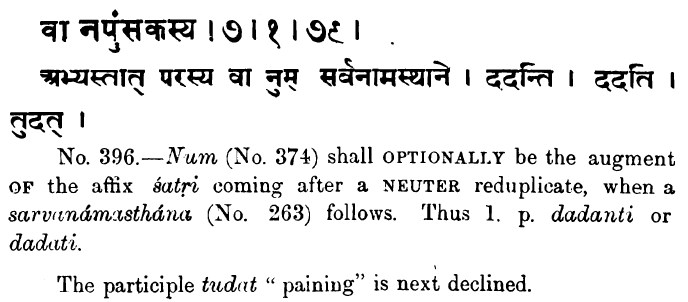 वा नपुंसकस्य । ७ । १ । ७९ ।
अभ्यस्तात् परस्य वा नुम् सर्वनामस्थाने । ददन्ति । ददति ।
तुदत् ।
No. 396.—Num (No. 374) shall OPTIONALLY be the augment
OF the affix śatṛi coming after a NEUTER reduplicate, when a
sarvanámasthána (No. 263) follows. Thus 1. p. dadanti or
dadati.
The participle tudat “ paining” is next declined.